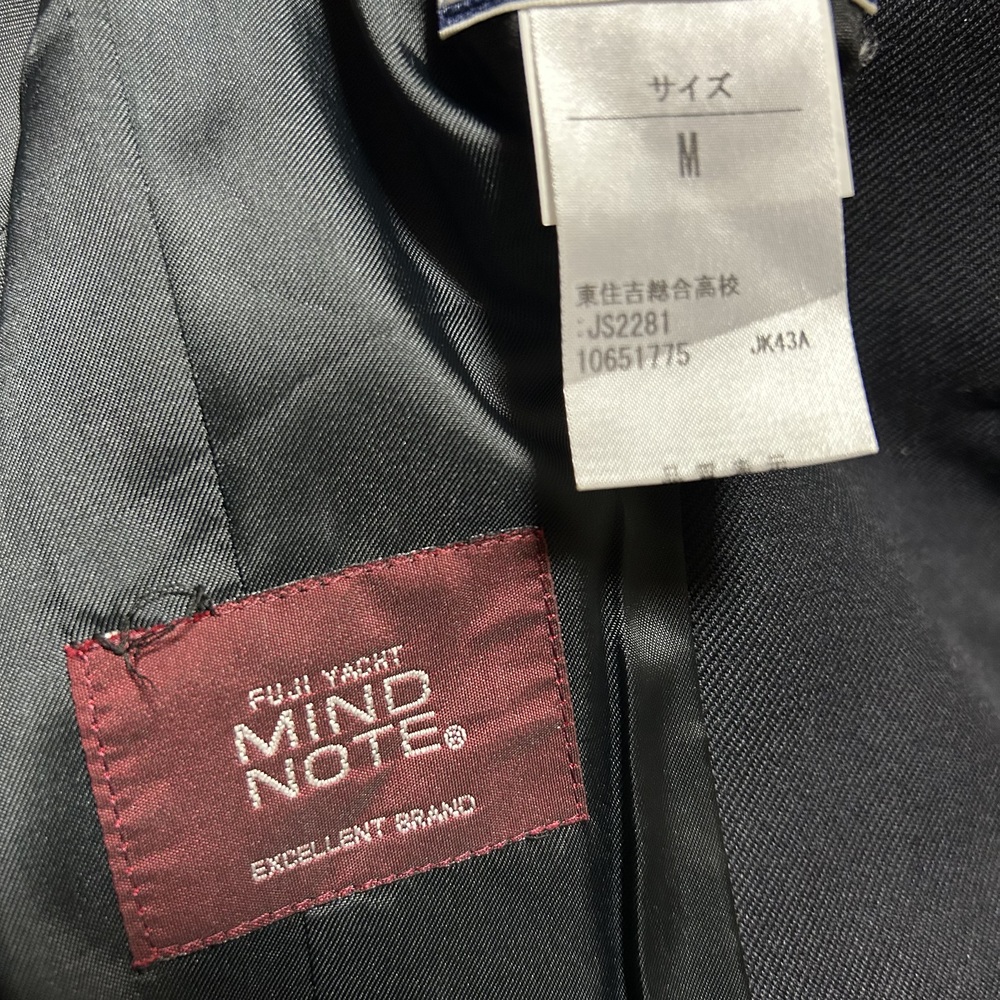 サイズ
M
東住吉総合高校
:JS2281
10651775 JK43A
FUJI YACHT
MIND
NOTE®
EXCELLENT BRAND